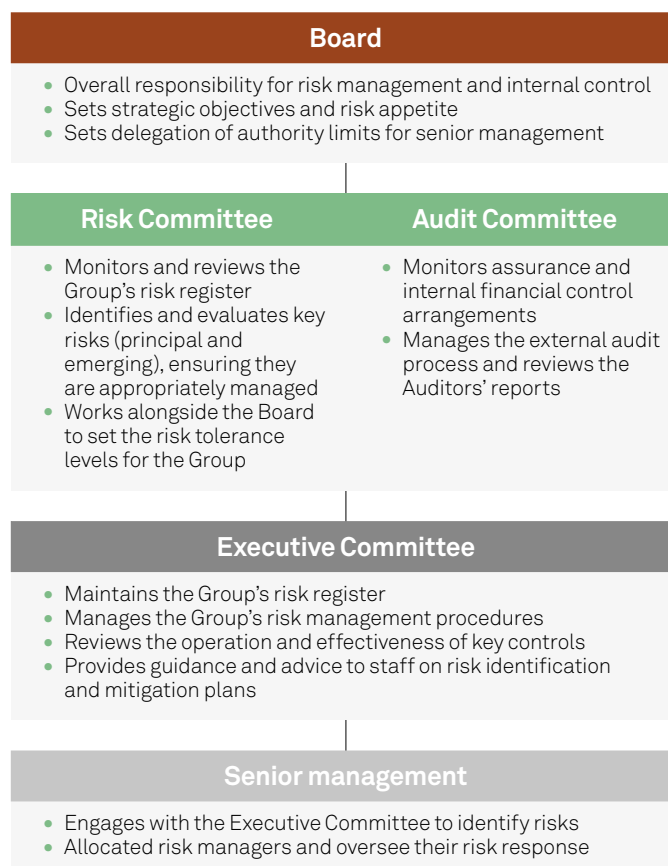 Board
• Overall responsibility for risk management and internal control
• Sets strategic objectives and risk appetite
• Sets delegation of authority limits for senior management
Risk Committee
• Monitors and reviews the
Group’s risk register
• Identifies and evaluates key
risks (principal and
emerging), ensuring they
are appropriately managed
• Works alongside the Board
to set the risk tolerance
levels for the Group
Audit Committee
• Monitors assurance and
internal financial control
arrangements
• Manages the external audit
process and reviews the
Auditors’ reports
Executive Committee
• Maintains the Group’s risk register
• Manages the Group’s risk management procedures
• Reviews the operation and effectiveness of key controls
• Provides guidance and advice to staff on risk identification
and mitigation plans
Senior management
• Engages with the Executive Committee to identify risks
• Allocated risk managers and oversee their risk response